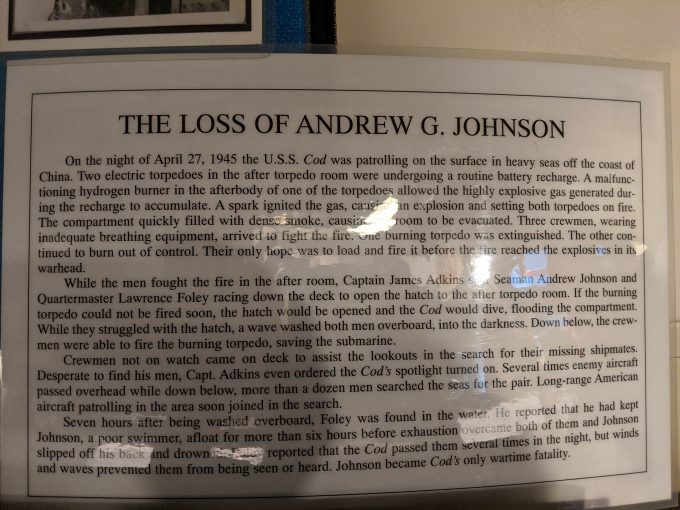 THE LOSS OF ANDREW G. JOHNSON
On the night of April 27, 1945 the U.S.S. Cod was patrolling on the surface in heavy seas off the coast of
China. Two electric torpedoes in the after torpedo room were undergoing a routine battery recharge. A malfunc-
tioning hydrogen burner in the afterbody of one of the torpedoes allowed the highly explosive gas generated dur-
ing the recharge to accumulate. A spark ignited the gas, causing an explosion and setting both torpedoes on fire.
The compartment quickly filled with dense smoke, causing room to be evacuated. Three crewmen, wearing
inadequate breathing equipment, arrived to fight the fire. One burning torpedo was extinguished. The other con-
tinued to burn out of control. Their only hope was to load and fire it before the fire reached the explosives in its
warhead.
While the men fought the fire in the after room, Captain James Adkins Seaman Andrew Johnson and
Quartermaster Lawrence Foley racing down the deck to open the hatch to the after torpedo room. If the burning
torpedo could not be fired soon, the hatch would be opened and the Cod would dive, flooding the compartment.
While they struggled with the hatch, a wave washed both men overboard, into the darkness. Down below, the crew-
men were able to fire the burning torpedo, saving the submarine.
Crewmen not on watch came on deck to assist the lookouts in the search for their missing shipmates.
Desperate to find his men, Capt. Adkins even ordered the Cod's spotlight turned on. Several times enemy aircraft
passed overhead while down below, more than a dozen men searched the seas for the pair. Long-range American
aircraft patrolling in the area soon joined in the search.
Seven hours after being washed overboard, Foley was found in the water. He reported that he had kept
Johnson, a poor swimmer, afloat for more than six hours before exhaustion overcame both of them and Johnson
slipped off his back and reported that the Cod passed them several times in the night, but winds
and waves prevented them from being seen or heard. Johnson became Cod's only wartime fatality.